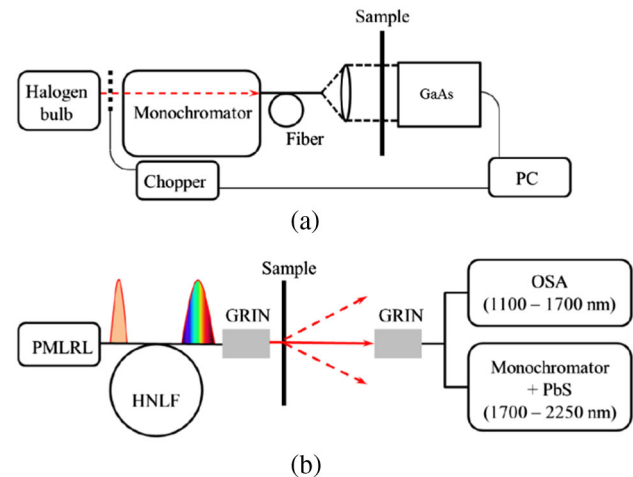 Sample
Halogen
bulb
Monochromator
GaAs
Fiber
Chopper
PC
(a)
Sample
GRIN
GRIN
OSA
(1100 – 1700 nm)
PMLRL
HNLF
Monochromator
+ PbS
(1700 – 2250 nm)
(b)